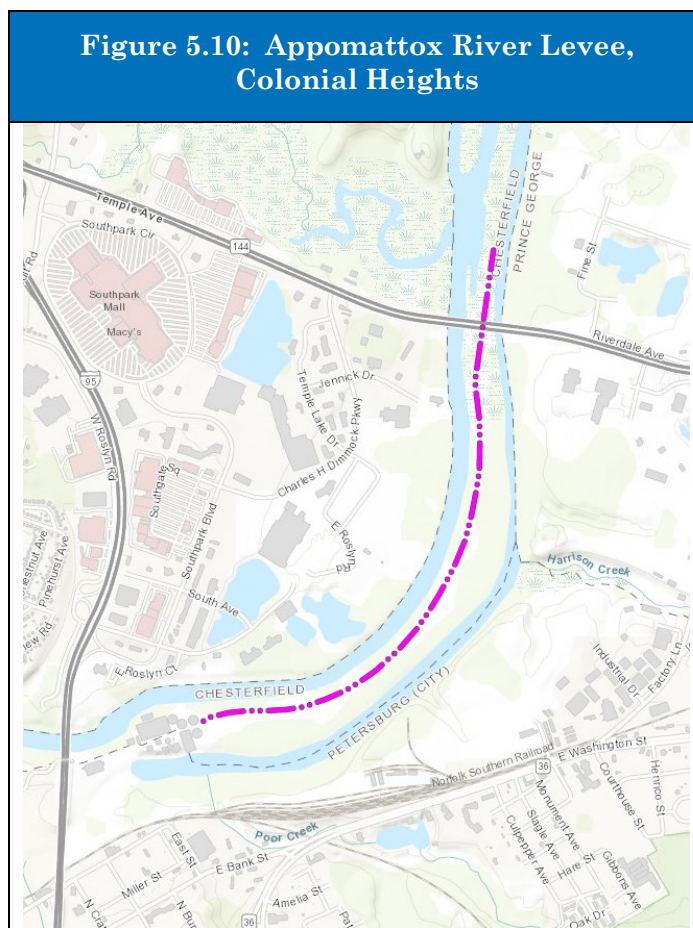 Figure 5.10: Appomattox River Levee,
Colonial Heights
CHESTERFIELD
PRINCE GEORGE
Temple Ave
Southpark Cir
144
Fine St
Southpark
Mall
Macy's
Riverdale Ave
95
W Roslyn Rd
Jennick Dr
Temple Lake Dr
Charles H Dimmock Pkwy
Southgate
Sq
Southpark Blvd
E Roslyn
Rd
Harrison Creek
Chestnut Ave
Pinehurst Ave
South Ave
E Roslyn Ct
CHESTERFIELD
PETERSBURG (CITY)
Industrial Dr
Factory Ln
Norfolk Southern Railroad
E Washington St
36
Courthouse St
Henrico St
Monument Ave
Slagle Ave
Culpepper Ave
Hare St
Gibbons Ave
Poor Creek
East St
E Bank St
Miller St
Amelia St
36
Oak Dr